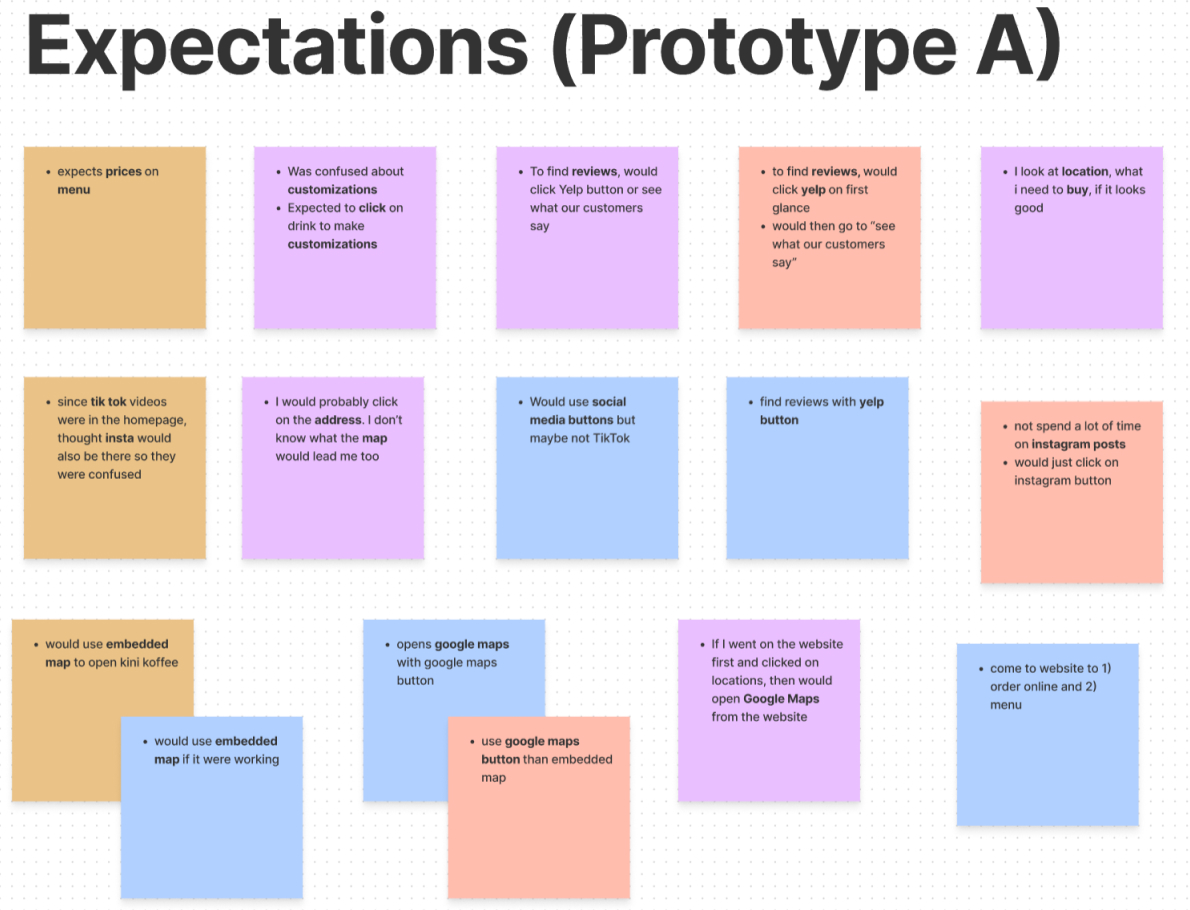 Expectations (Prototype A)
• expects prices on
menu
• Was confused about
customizations
• Expected to click on
drink to make
customizations
• To find reviews, would
click Yelp button or see
what our customers
say
• to find reviews, would
click yelp on first
glance
• would then go to “see
what our customers
say”
• I look at location, what
i need to buy, if it looks
good
• since tik tok videos
were in the homepage,
thought insta would
also be there so they
were confused
• I would probably click
on the address. I don’t
know what the map
would lead me too
• Would use social
media buttons but
maybe not TikTok
• find reviews with yelp
button
• not spend a lot of time
on instagram posts
• would just click on
instagram button
• would use embedded
map to open kini koffee
• would use embedded
map if it were working
• opens google maps
with google maps
button
• use google maps
button than embedded
map
• If I went on the website
first and clicked on
locations, then would
open Google Maps
from the website
• come to website to 1)
order online and 2)
menu